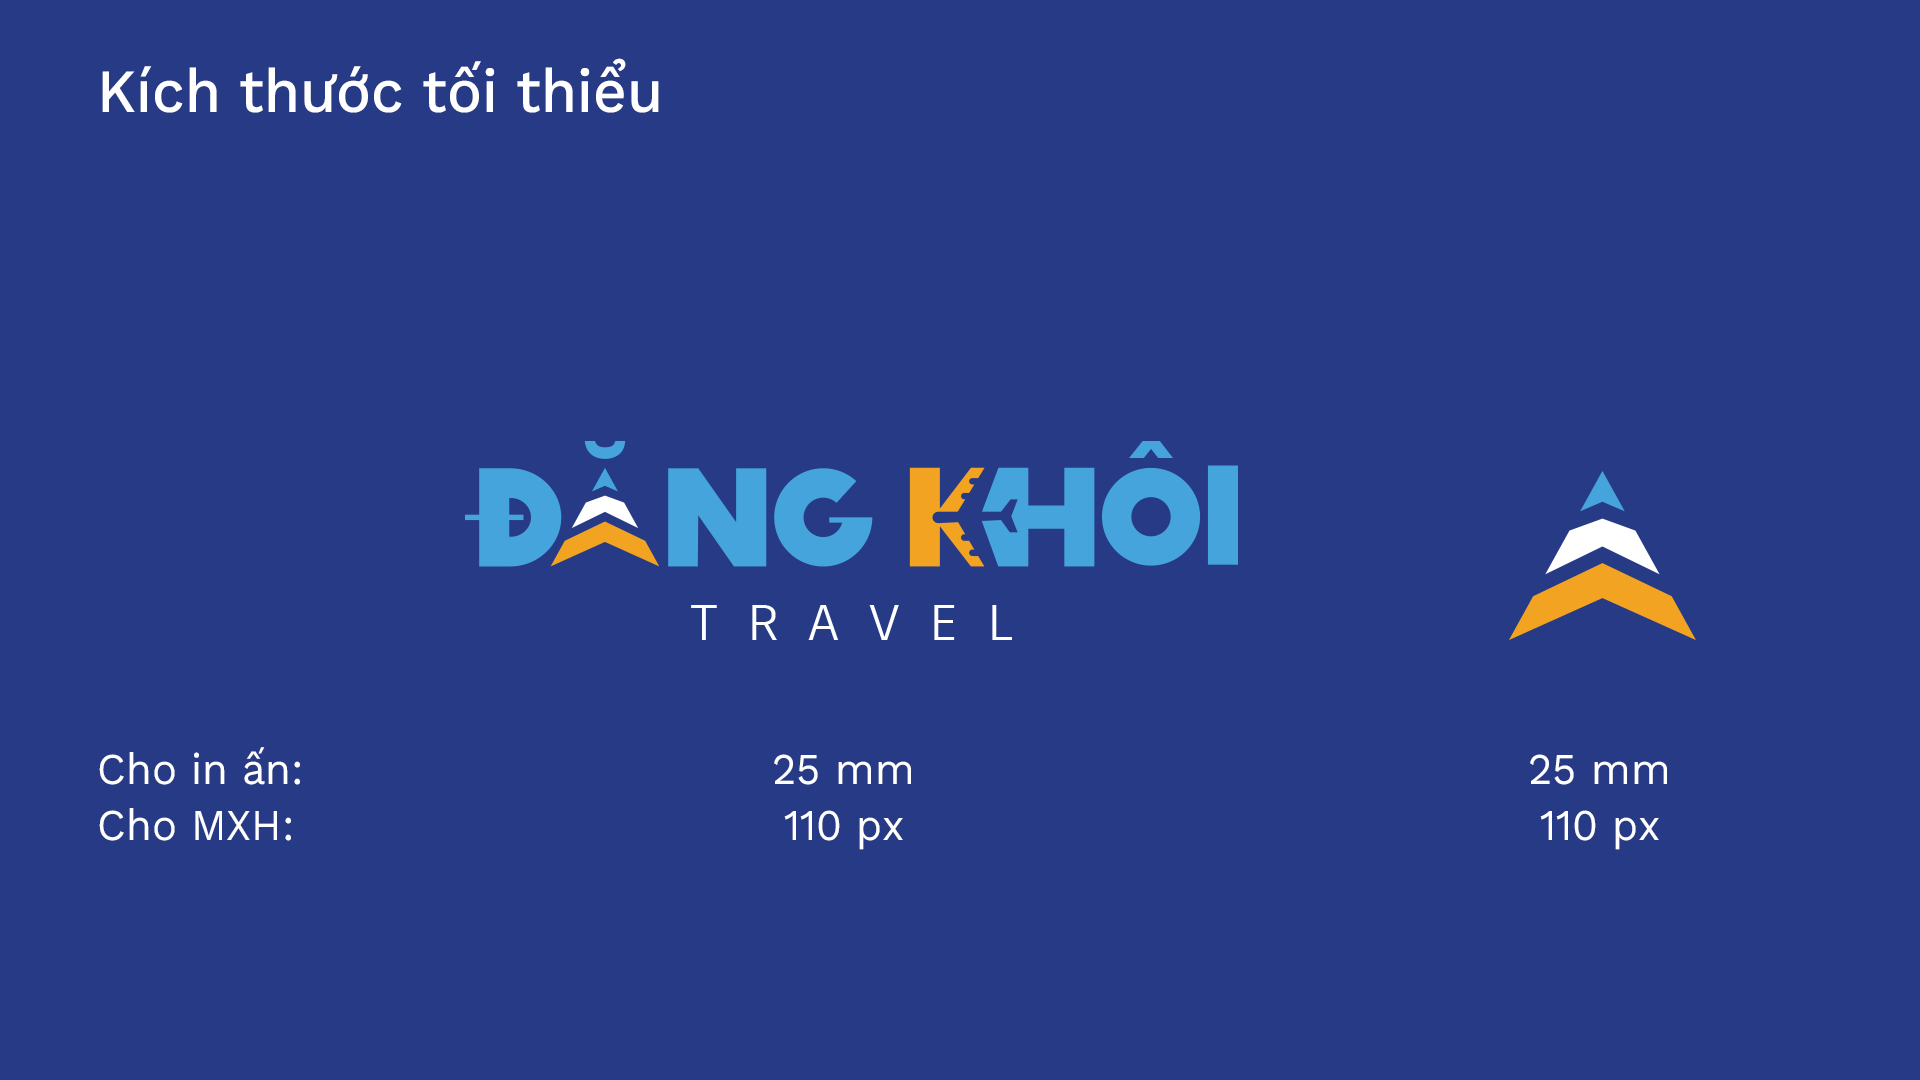 Kích thước tối thiểu
ĐĂNG KHÔI
TRAVEL
Cho in ấn: 25 mm 25 mm
Cho MXH: 110 px 110 px